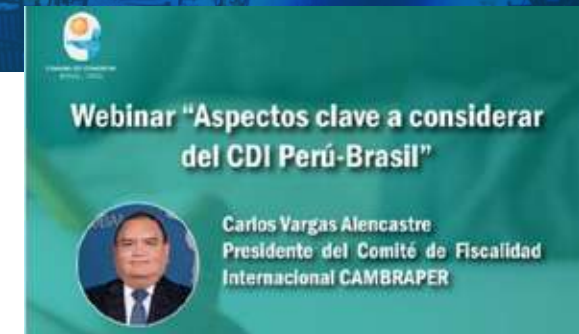 Webinar “Aspectos clave a considerar
del CDI Perú-Brasil”
Carlos Vargas Alencastre
Presidente del Comité de Fiscalidad
Internacional CAMBRAPER